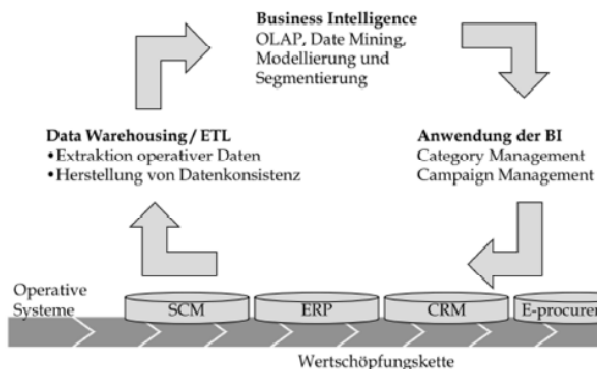 Business Intelligence
OLAP, Date Mining,
Modellierung und
Segmentierung
Data Warehousing / ETL
•Extraktion operativer Daten
•Herstellung von Datenkonsistenz
Anwendung der BI
Category Management
Campaign Management
Operative
Systeme
SCM
ERP
CRM
E-procurem
Wertschöpfungskette